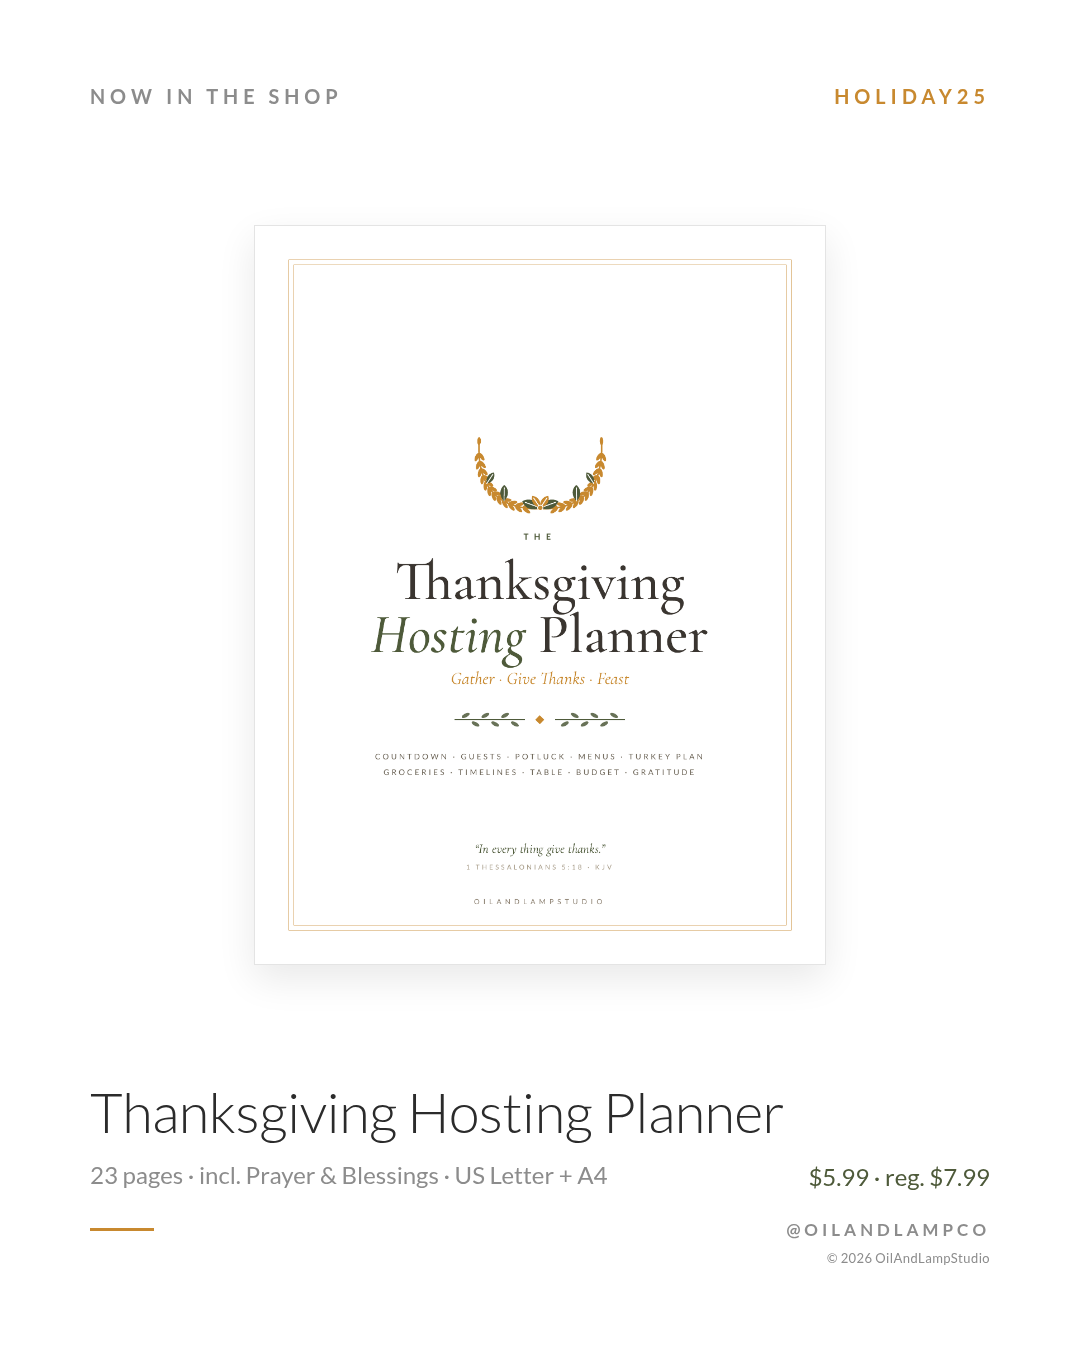 NOW IN THE SHOP
HOLIDAY25
THE
Thanksgiving
Hosting Planner
Gather · Give Thanks · Feast
COUNTDOWN · GUESTS · POTLUCK · MENUS · TURKEY PLAN
GROCERIES · TIMELINES · TABLE · BUDGET · GRATITUDE
“In every thing give thanks.”
1 THESSALONIANS 5:18 · KJV
OILANDLAMPSTUDIO
Thanksgiving Hosting Planner
23 pages · incl. Prayer & Blessings · US Letter + A4
$5.99 · reg. $7.99
@OILANDLAMPCO
© 2026 OilAndLampStudio